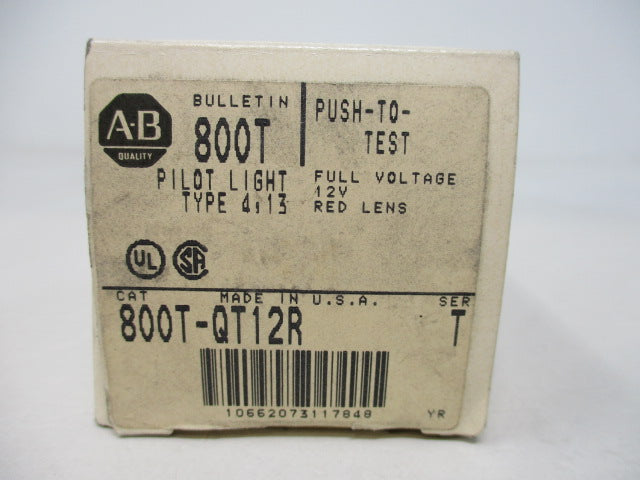 A-B
QUALITY
BULLETIN
800T
PUSH-TO-
TEST
PILOT LIGHT
TYPE 4,13
FULL VOLTAGE
12V
RED LENS
UL
SA
CAT
MADE IN U.S.A.
SER
800T-QT12R
T
10662073117848
YR